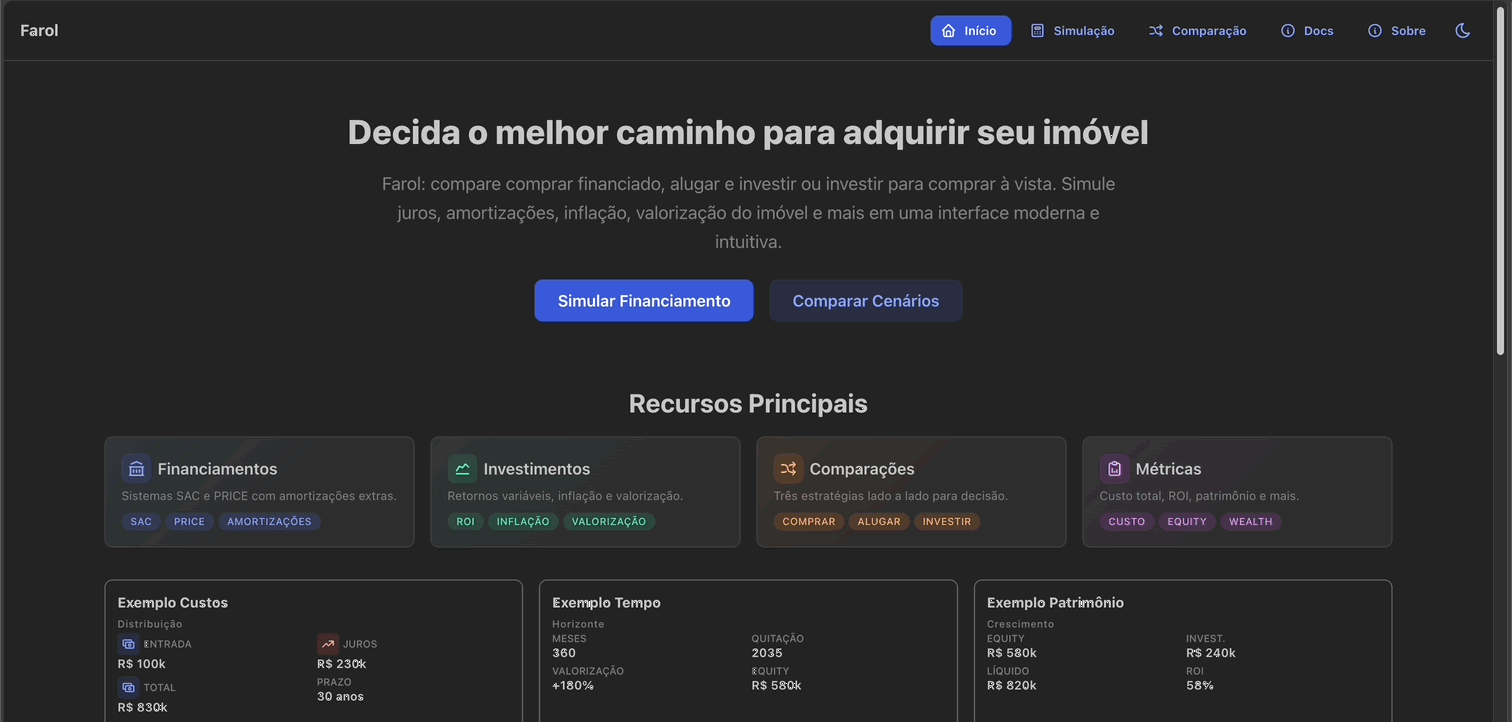 Farol
Início
Simulação
Comparação
Docs
Sobre
Decida o melhor caminho para adquirir seu imóvel
Farol: compare comprar financiado, alugar e investir ou investir para comprar à vista. Simule
juros, amortizações, inflação, valorização do imóvel e mais em uma interface moderna e
intuitiva.
Simular Financiamento
Comparar Cenários
Recursos Principais
Financiamentos
Sistemas SAC e PRICE com amortizações extras.
SAC PRICE AMORTIZAÇÕES
Investimentos
Retornos variáveis, inflação e valorização.
ROI INFLAÇÃO VALORIZAÇÃO
Comparações
Três estratégias lado a lado para decisão.
COMPRAR ALUGAR INVESTIR
Métricas
Custo total, ROI, patrimônio e mais.
CUSTO EQUITY WEALTH
Exemplo Custos
Distribuição
ENTRADA
R$ 100k
JUROS
R$ 230k
TOTAL
R$ 830k
PRAZO
30 anos
Exemplo Tempo
Horizonte
MESES
360
QUITAÇÃO
2035
VALORIZAÇÃO
+180%
EQUITY
R$ 580k
Exemplo Patrimônio
Crescimento
EQUITY
R$ 580k
INVEST.
R$ 240k
LÍQUIDO
R$ 820k
ROI
58%